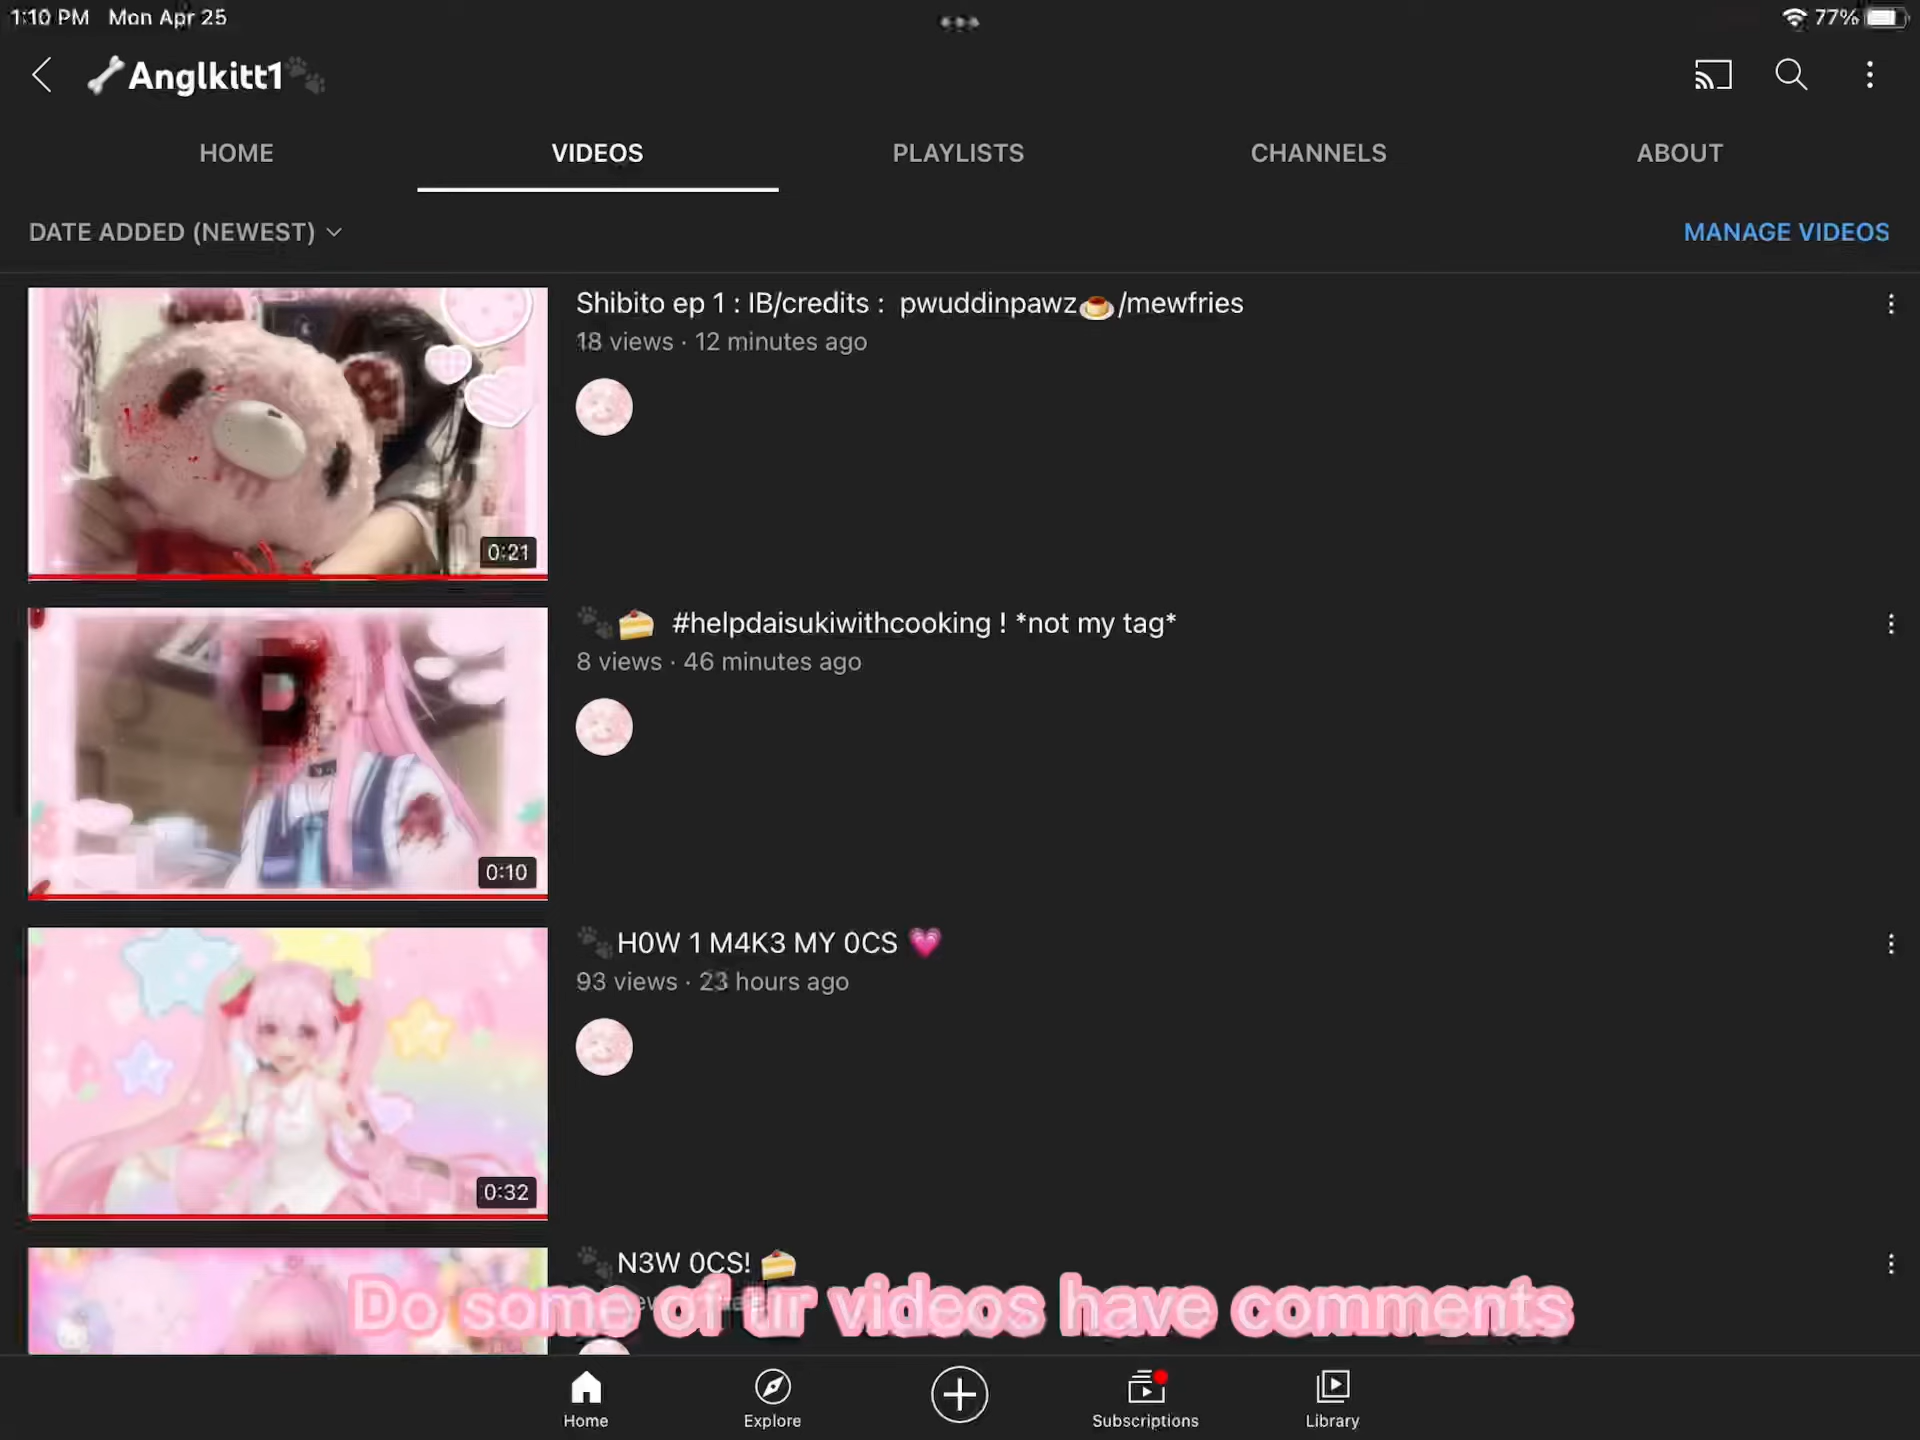 1:10 PM Mon Apr 25
77%
Anglkitt1
HOME VIDEOS PLAYLISTS CHANNELS ABOUT
DATE ADDED (NEWEST) MANAGE VIDEOS
Shibito ep 1 : IB/credits : pwuddinpawz🍮/mewfries
18 views · 12 minutes ago
0:21
🐾🍰 #helpdaisukiwithcooking ! *not my tag*
8 views · 46 minutes ago
0:10
🐾H0W 1 M4K3 MY 0CS 💗
93 views · 23 hours ago
0:32
🐾N3W 0CS! 🍰
Do some of ur videos have comments
Home Explore Subscriptions Library